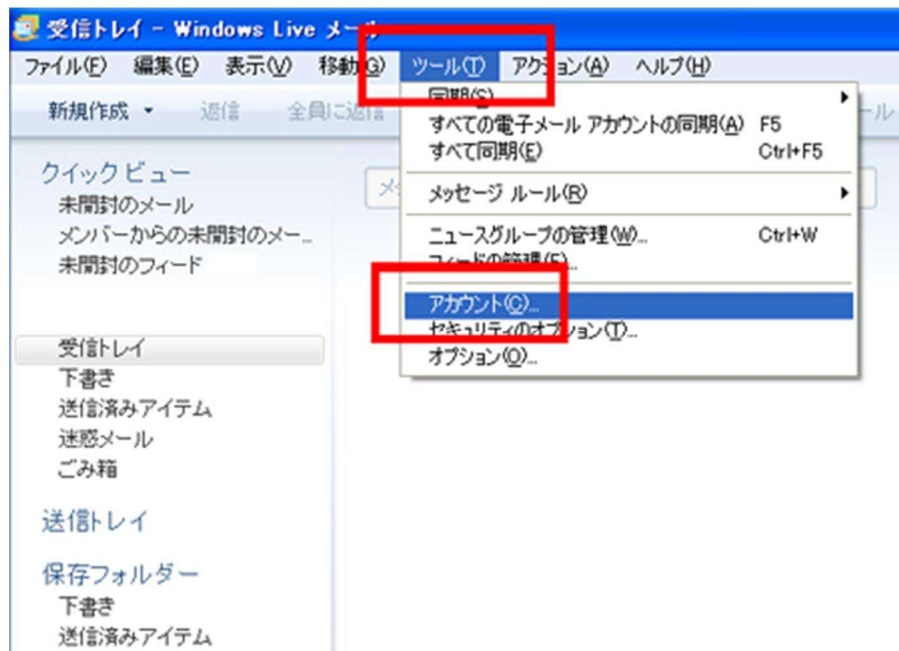 受信トレイ - Windows Live メール
ファイル(F) 編集(E) 表示(V) 移動(G) ツール(T) アクション(A) ヘルプ(H)
新規作成 返信 全員に返信 ール
同期(S)
すべての電子メール アカウントの同期(A) F5
すべて同期(E) Ctrl+F5
メッセージ ルール(R)
ニュースグループの管理(W)... Ctrl+W
フィードの管理(F)...
アカウント(C)...
セキュリティのオプション(T)...
オプション(O)...
クイック ビュー
未開封のメール
メンバーからの未開封のメー...
未開封のフィード
受信トレイ
下書き
送信済みアイテム
迷惑メール
ごみ箱
送信トレイ
保存フォルダー
下書き
送信済みアイテム